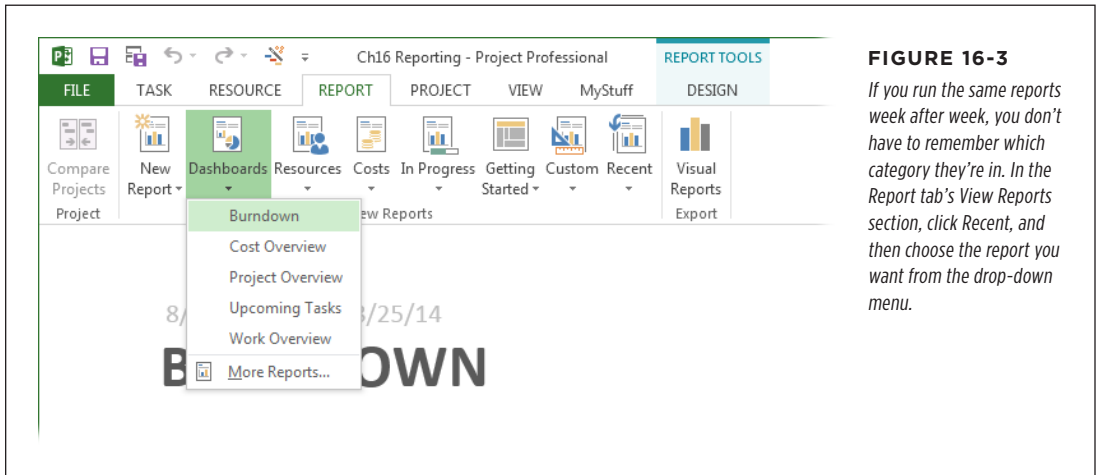 Ch16 Reporting - Project Professional
REPORT TOOLS
FILE TASK RESOURCE REPORT PROJECT VIEW MyStuff DESIGN
Compare Projects
New Report
Dashboards
Resources
Costs
In Progress
Getting Started
Custom
Recent
Visual Reports
Project
ew Reports
Export
Burndown
Cost Overview
Project Overview
Upcoming Tasks
Work Overview
More Reports...
8/
/25/14
B
OWN
FIGURE 16-3
If you run the same reports
week after week, you don’t
have to remember which
category they’re in. In the
Report tab’s View Reports
section, click Recent, and
then choose the report you
want from the drop-down
menu.